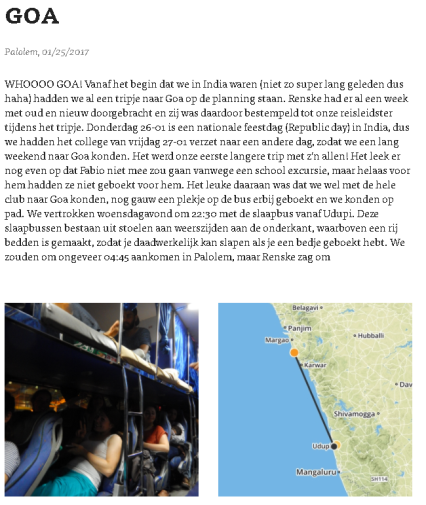 GOA
Palolem, 01/25/2017
WHOOOO GOA! Vanaf het begin dat we in India waren (niet zo super lang geleden dus
haha) hadden we al een tripje naar Goa op de planning staan. Renske had er al een week
met oud en nieuw doorgebracht en zij was daardoor bestempeld tot onze reisleidster
tijdens het tripje. Donderdag 26-01 is een nationale feestdag (Republic day) in India, dus
we hadden het college van vrijdag 27-01 verzet naar een andere dag, zodat we een lang
weekend naar Goa konden. Het werd onze eerste langere trip met z'n allen! Het leek er
nog even op dat Fabio niet mee zou gaan vanwege een school excursie, maar helaas voor
hem hadden ze niet geboekt voor hem. Het leuke daaraan was dat we wel met de hele
club naar Goa konden, nog gauw een plekje op de bus erbij geboekt en we konden op
pad. We vertrokken woensdagavond om 22:30 met de slaapbus vanaf Udupi. Deze
slaapbussen bestaan uit stoelen aan weerszijden aan de onderkant, waarboven een rij
bedden is gemaakt, zodat je daadwerkelijk kan slapen als je een bedje geboekt hebt. We
zouden om ongeveer 04:45 aankomen in Palolem, maar Renske zag om
Belagavi
Panjim
Hubballi
Margao
Karwar
Dav
Shivamogga
Udup
Mangaluru
SH114